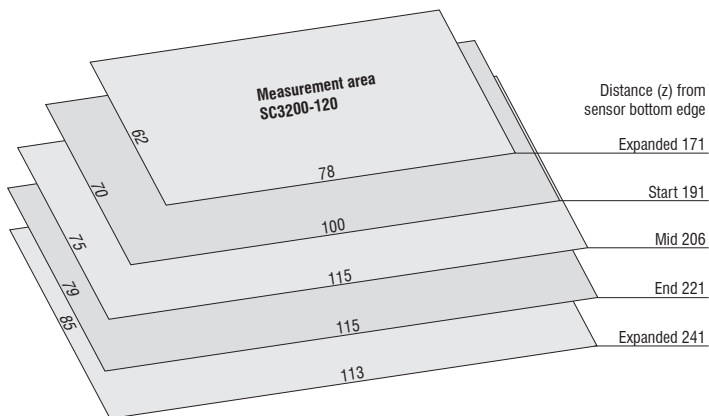 Measurement area
SC3200-120
Distance (z) from
sensor bottom edge
62
78
Expanded 171
70
100
Start 191
75
115
Mid 206
79
115
End 221
85
113
Expanded 241